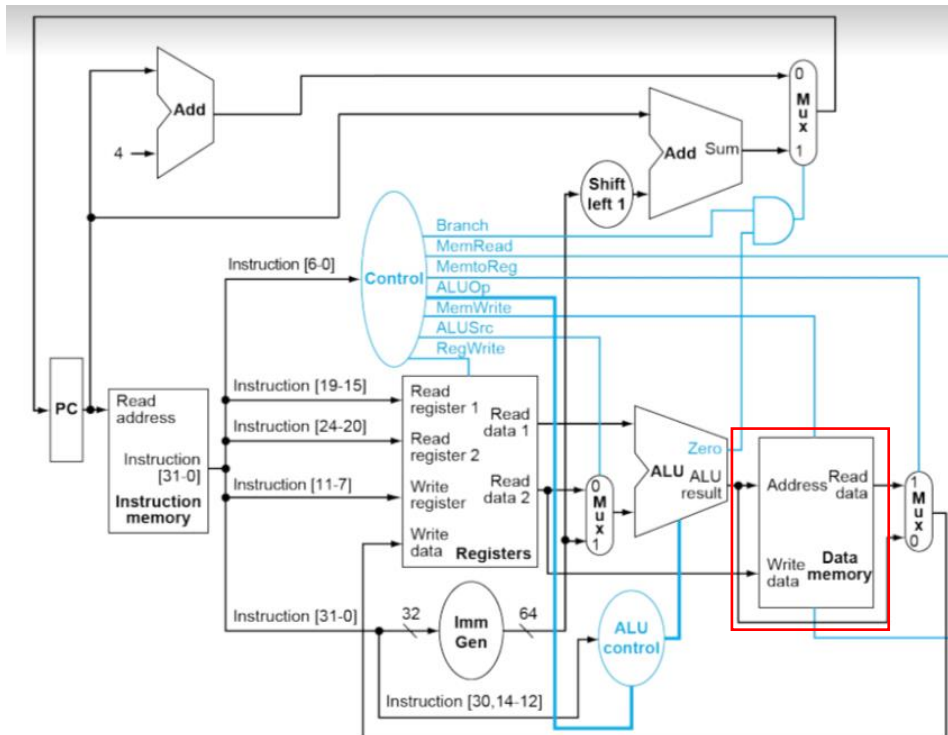 Add
4
0
Mux
1
Add Sum
Shift
left 1
Branch
MemRead
MemtoReg
ALUOp
MemWrite
ALUSrc
RegWrite
Control
Instruction [6-0]
PC
Read
address
Instruction
[31-0]
Instruction
memory
Instruction [19-15]
Instruction [24-20]
Instruction [11-7]
Read
register 1
Read
register 2
Write
register
Write
data
Read
data 1
Read
data 2
Registers
0
Mux
1
Zero
ALU
ALU
result
Address
Read
data
Write
data
Data
memory
1
Mux
0
Instruction [31-0]
32
Imm
Gen
64
ALU
control
Instruction [30,14-12]